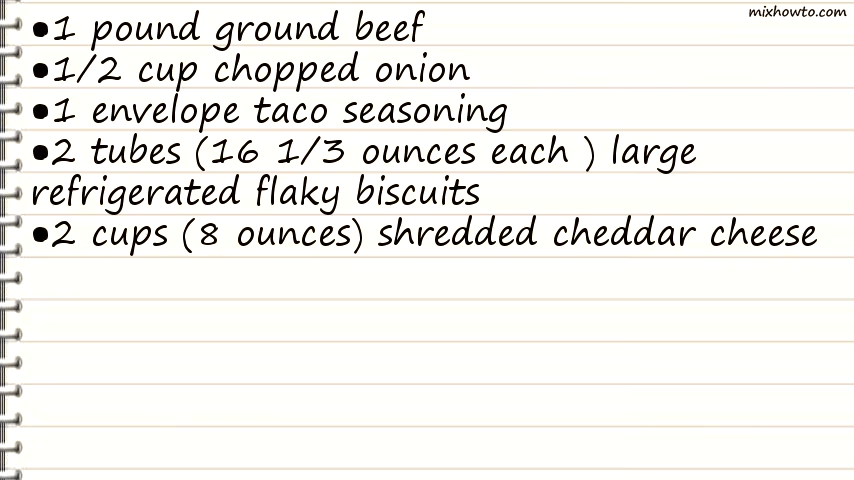 mixhowto.com
•1 pound ground beef
•1/2 cup chopped onion
•1 envelope taco seasoning
•2 tubes (16 1/3 ounces each ) large
refrigerated flaky biscuits
•2 cups (8 ounces) shredded cheddar cheese